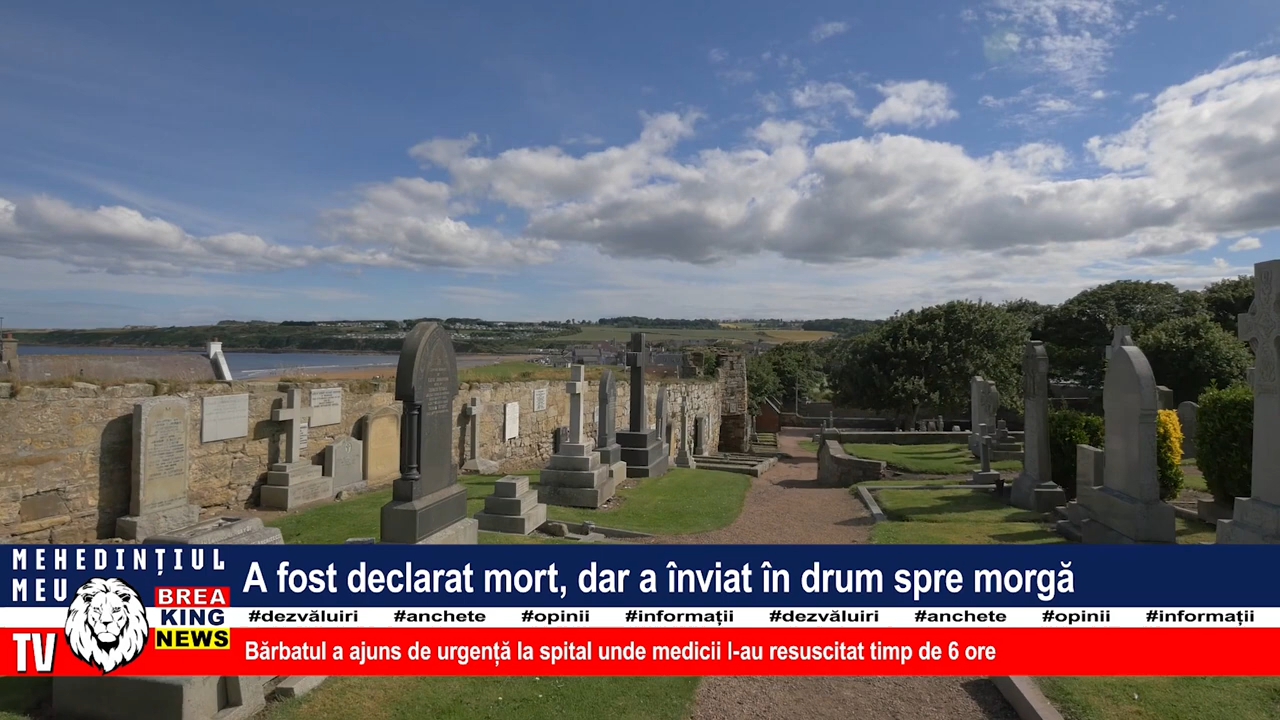 MEHEDINȚIUL
MEU
TV
BREA
KING
NEWS
A fost declarat mort, dar a înviat în drum spre morgă
#dezvăluiri #anchete #opinii #informații #dezvăluiri #anchete #opinii #informații
Bărbatul a ajuns de urgență la spital unde medicii l-au resuscitat timp de 6 ore